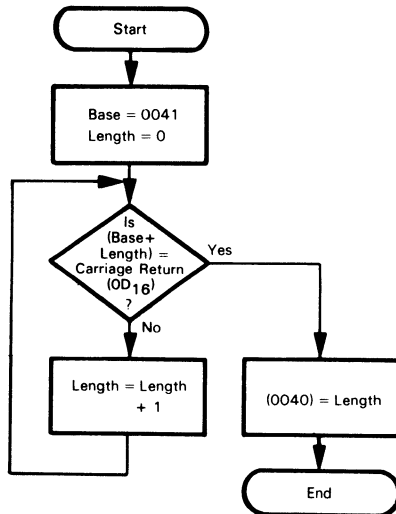 Start
Base = 0041
Length = 0
Is
(Base+
Length) =
Carriage Return
(0D16)
?
Yes
No
Length = Length
+ 1
(0040) = Length
End